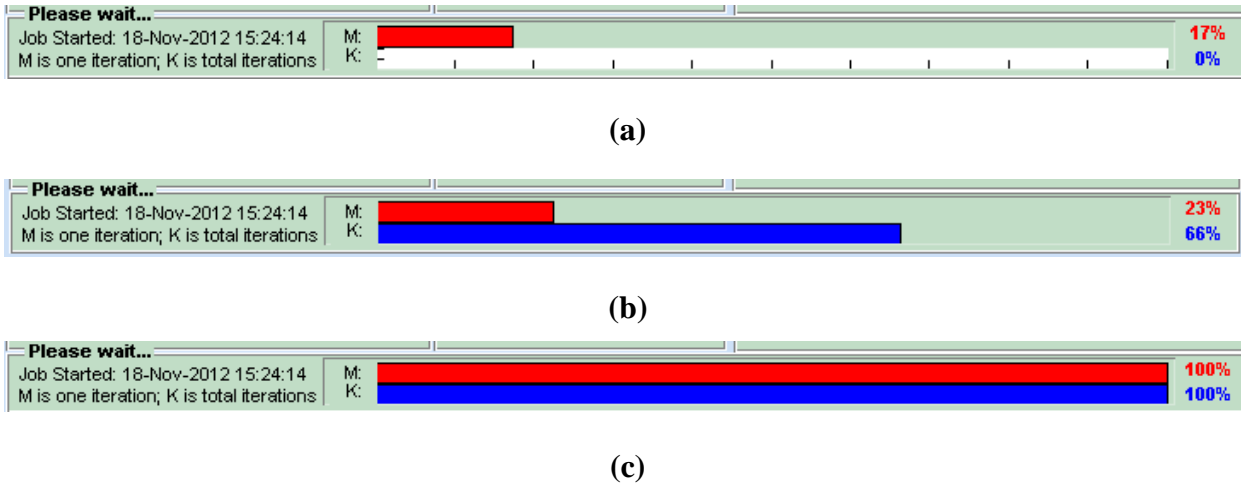 Please wait...
Job Started: 18-Nov-2012 15:24:14 M: 17%
M is one iteration; K is total iterations K: 0%
(a)
Please wait...
Job Started: 18-Nov-2012 15:24:14 M: 23%
M is one iteration; K is total iterations K: 66%
(b)
Please wait...
Job Started: 18-Nov-2012 15:24:14 M: 100%
M is one iteration; K is total iterations K: 100%
(c)